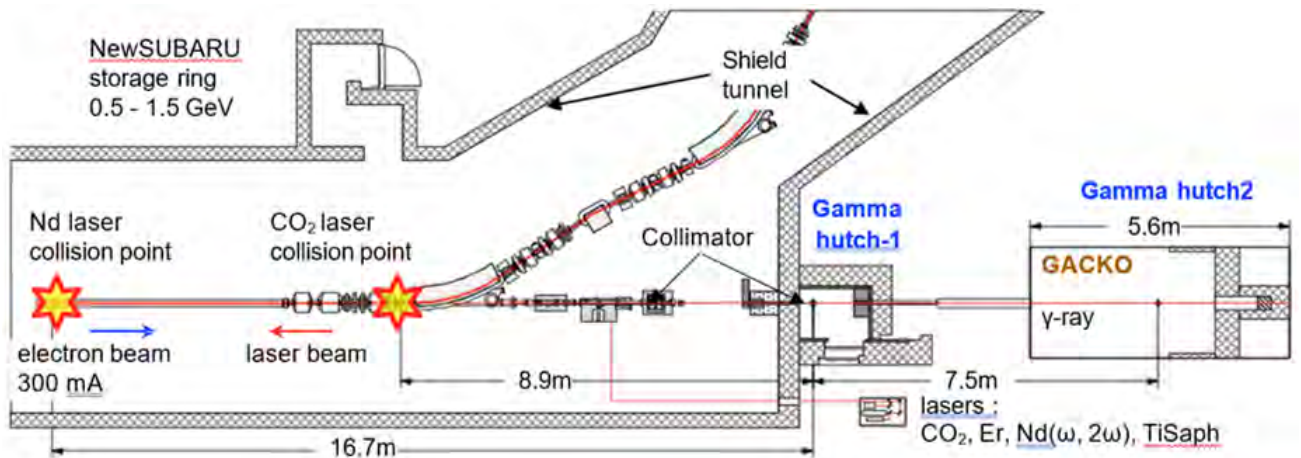 NewSUBARU
storage ring
0.5 - 1.5 GeV
Shield
tunnel
Nd laser
collision point
CO₂ laser
collision point
Collimator
Gamma
hutch-1
Gamma hutch2
5.6m
GACKO
γ-ray
electron beam
300 mA
laser beam
8.9m
7.5m
lasers :
CO₂, Er, Nd(ω, 2ω), TiSaph
16.7m